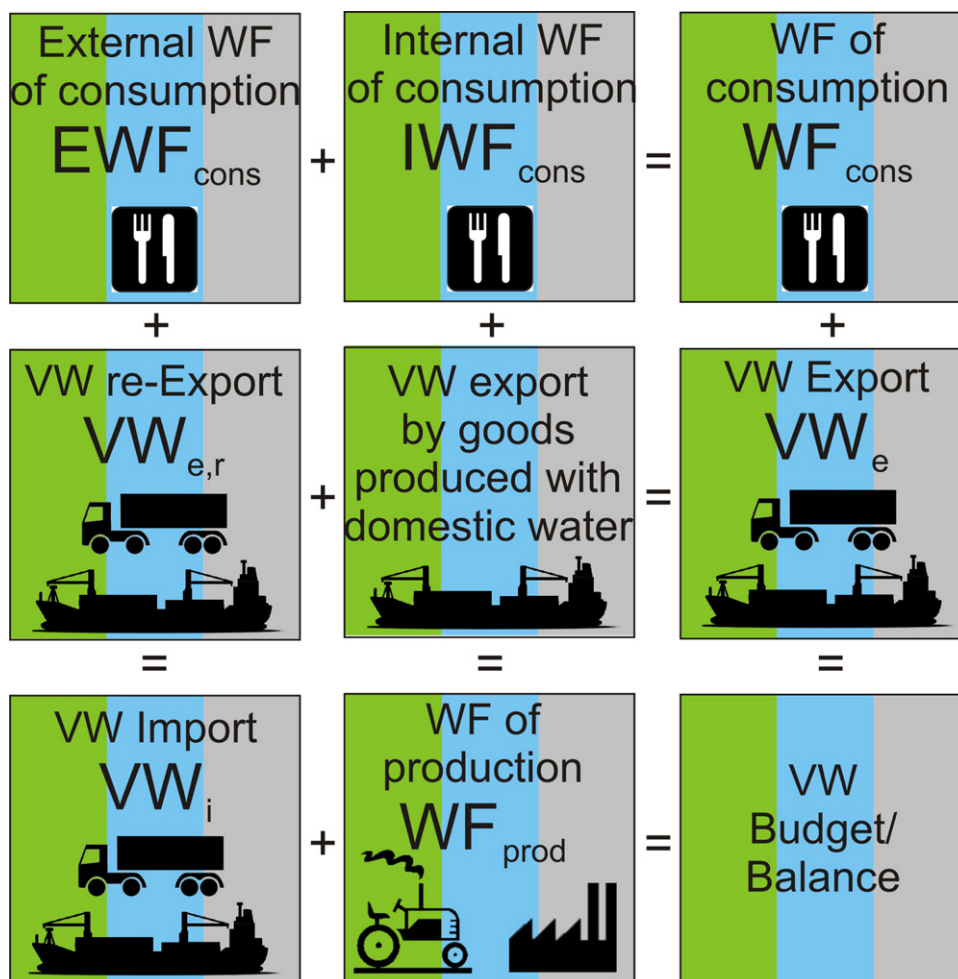 External WF
of consumption
EWF cons
+
Internal WF
of consumption
IWF cons
=
WF of
consumption
WF cons
+
+
+
VW re-Export
VW e,r
+
VW export
by goods
produced with
domestic water
=
VW Export
VW e
=
=
=
VW Import
VW i
+
WF of
production
WF prod
=
VW
Budget/
Balance